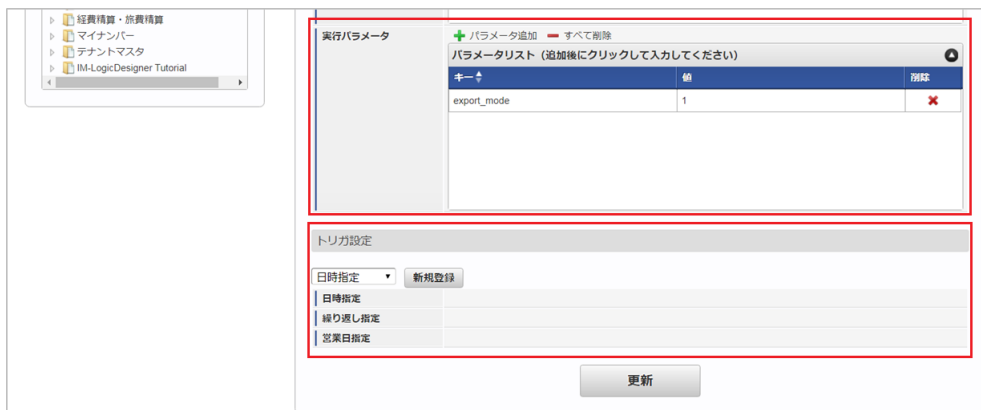 経費精算・旅費精算
マイナンバー
テナントマスタ
IM-LogicDesigner Tutorial
実行パラメータ
パラメータ追加 すべて削除
パラメータリスト（追加後にクリックして入力してください）
キー 値 削除
export_mode 1
トリガ設定
日時指定 新規登録
日時指定
繰り返し指定
営業日指定
更新